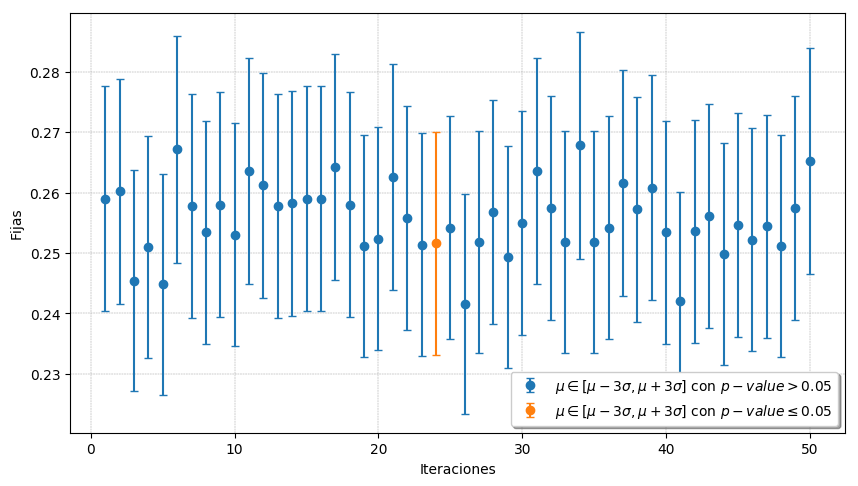 0.28
0.27
0.26
0.25
0.24
0.23
Fijas
0 10 20 30 40 50
Iteraciones
μ ∈ [μ − 3σ, μ + 3σ] con p − value > 0.05
μ ∈ [μ − 3σ, μ + 3σ] con p − value ≤ 0.05